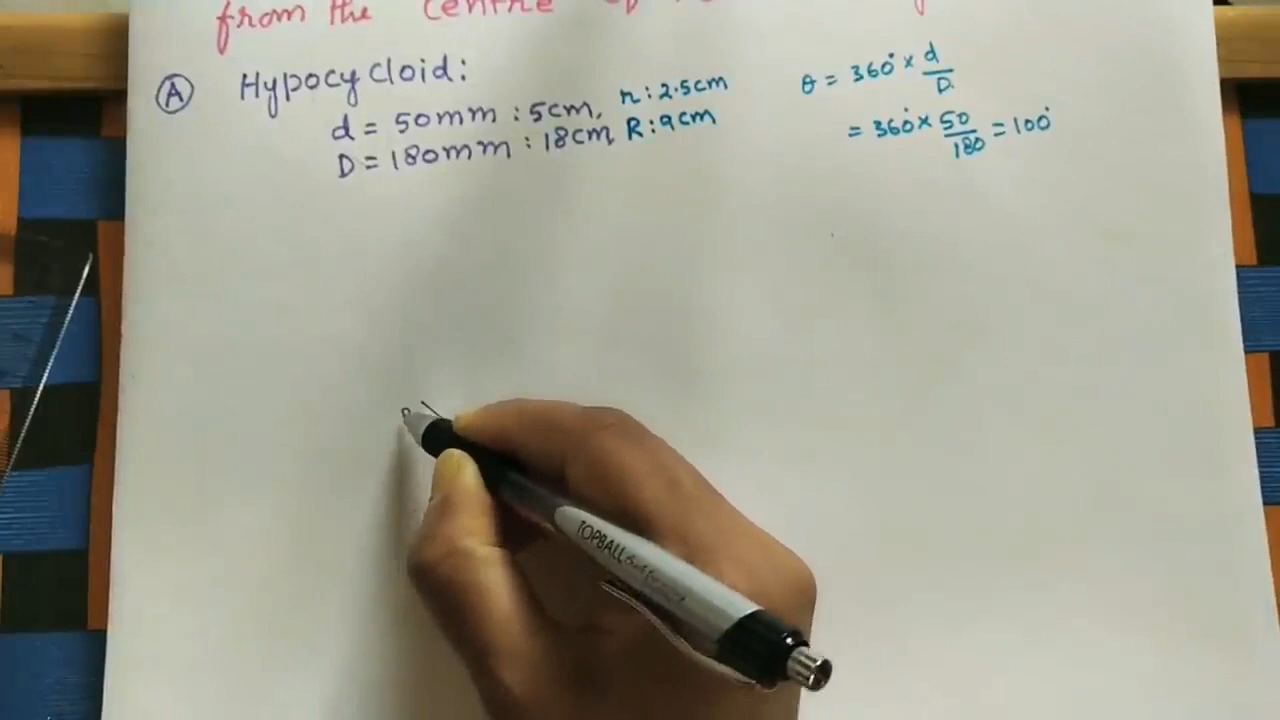 from the centre
Ⓐ Hypocycloid:
d = 50mm : 5cm, r : 2.5cm
D = 180mm : 18cm R : 9cm
θ = 360° × d/D
= 360° × 50/180 = 100°
TOPBALL